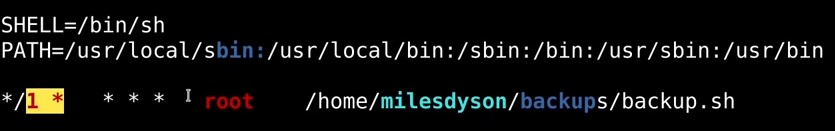 SHELL=/bin/sh
PATH=/usr/local/sbin:/usr/local/bin:/sbin:/bin:/usr/sbin:/usr/bin
*/1 * * * * root /home/milesdyson/backups/backup.sh